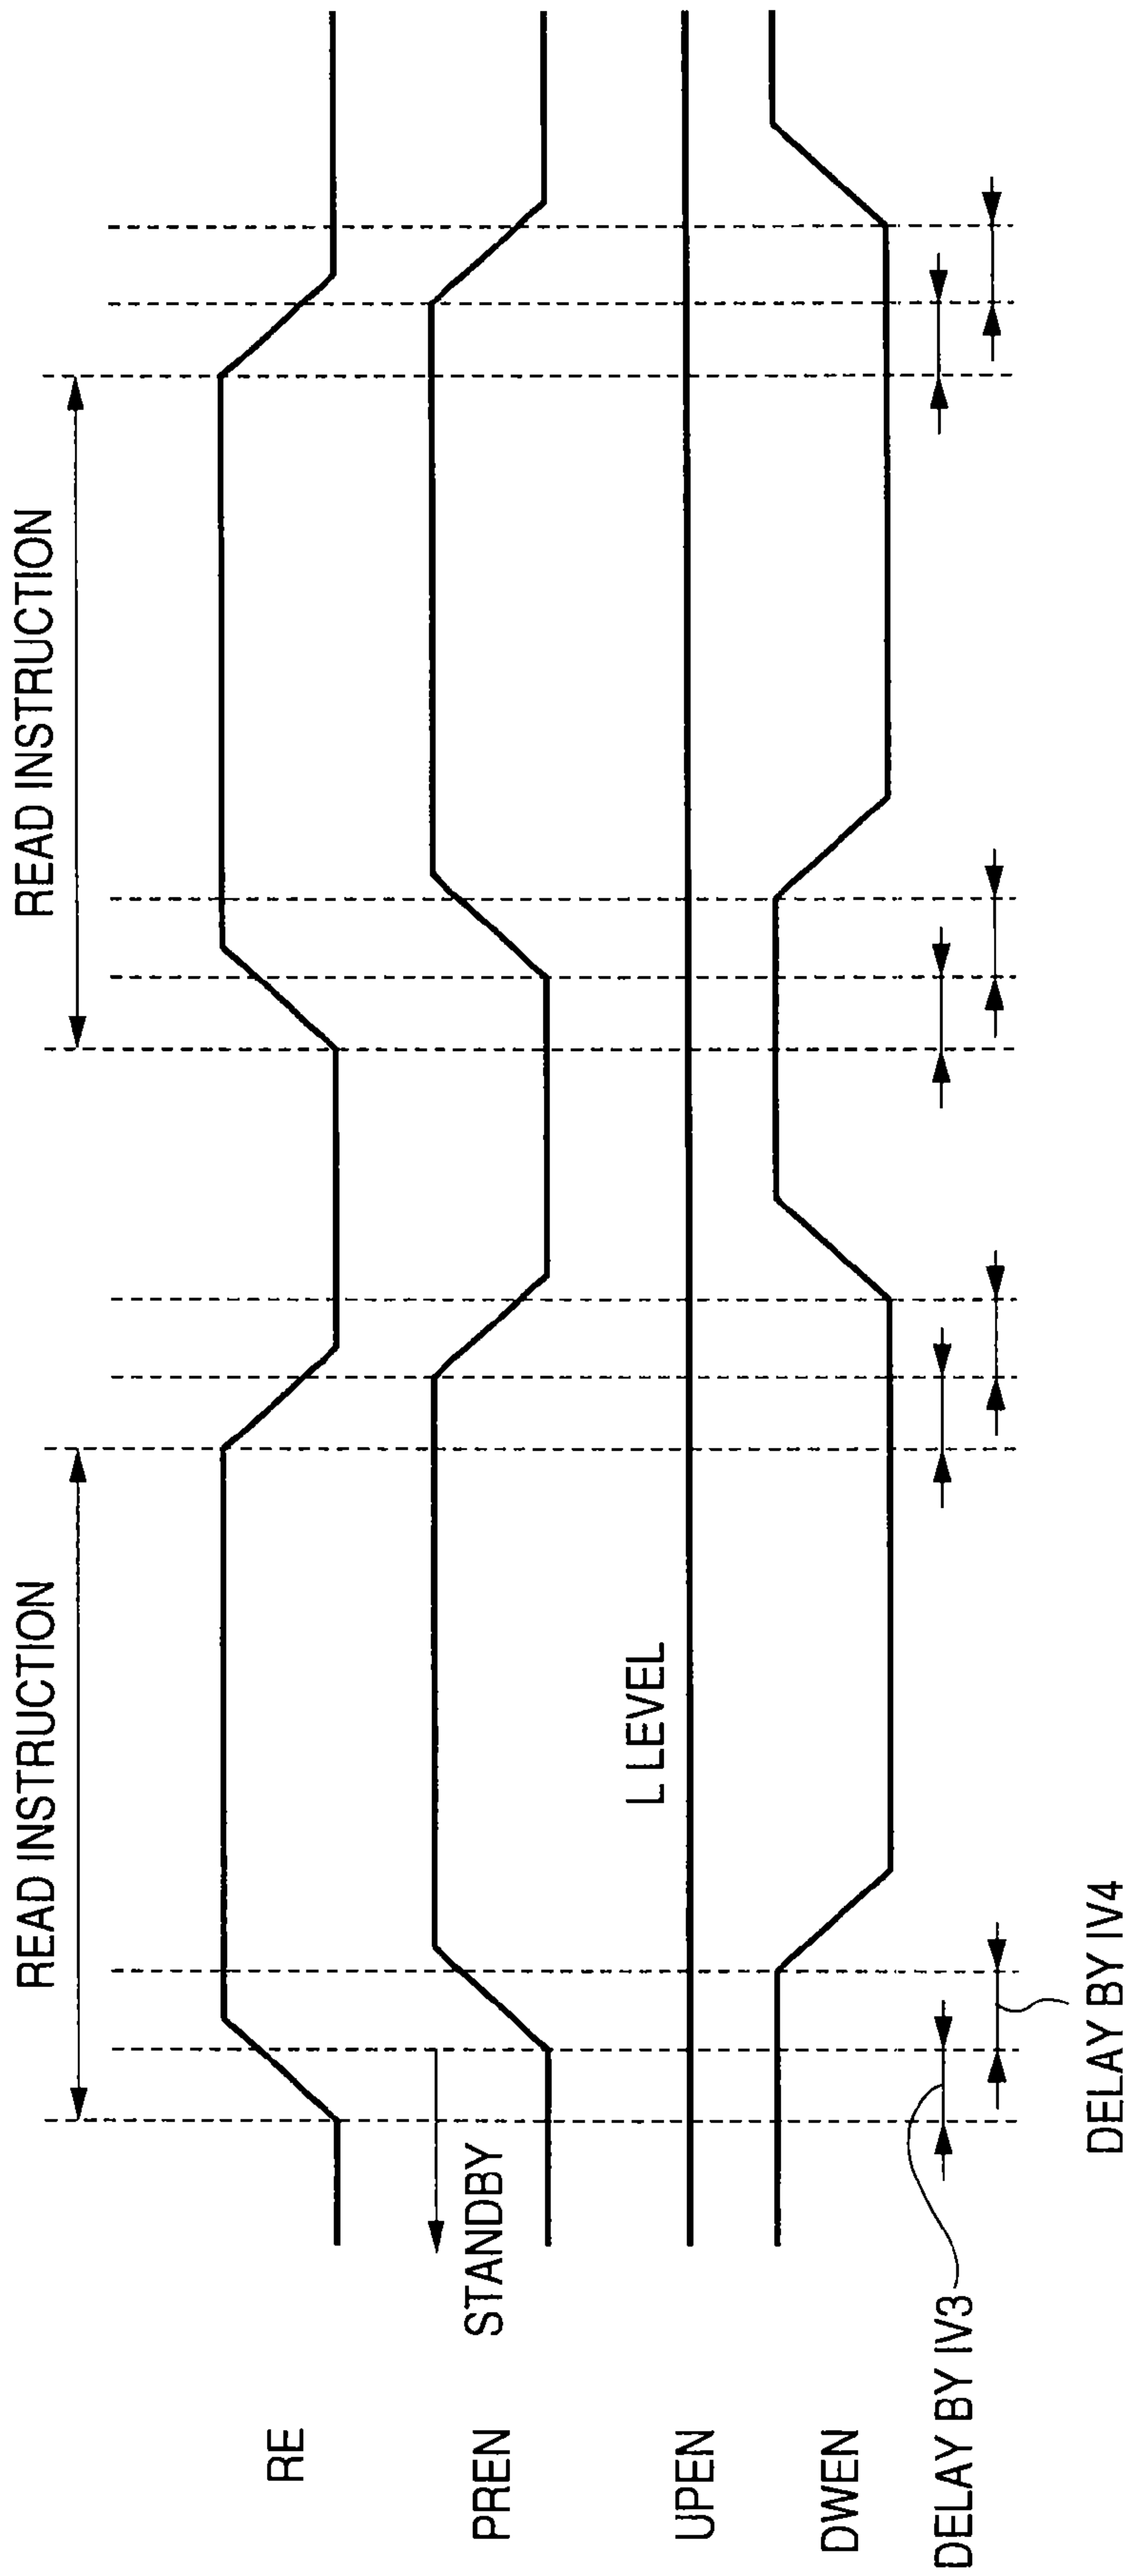 READ INSTRUCTION
READ INSTRUCTION
RE
STANDBY
PREN
L LEVEL
UPEN
DWEN
DELAY BY IV3
DELAY BY IV4